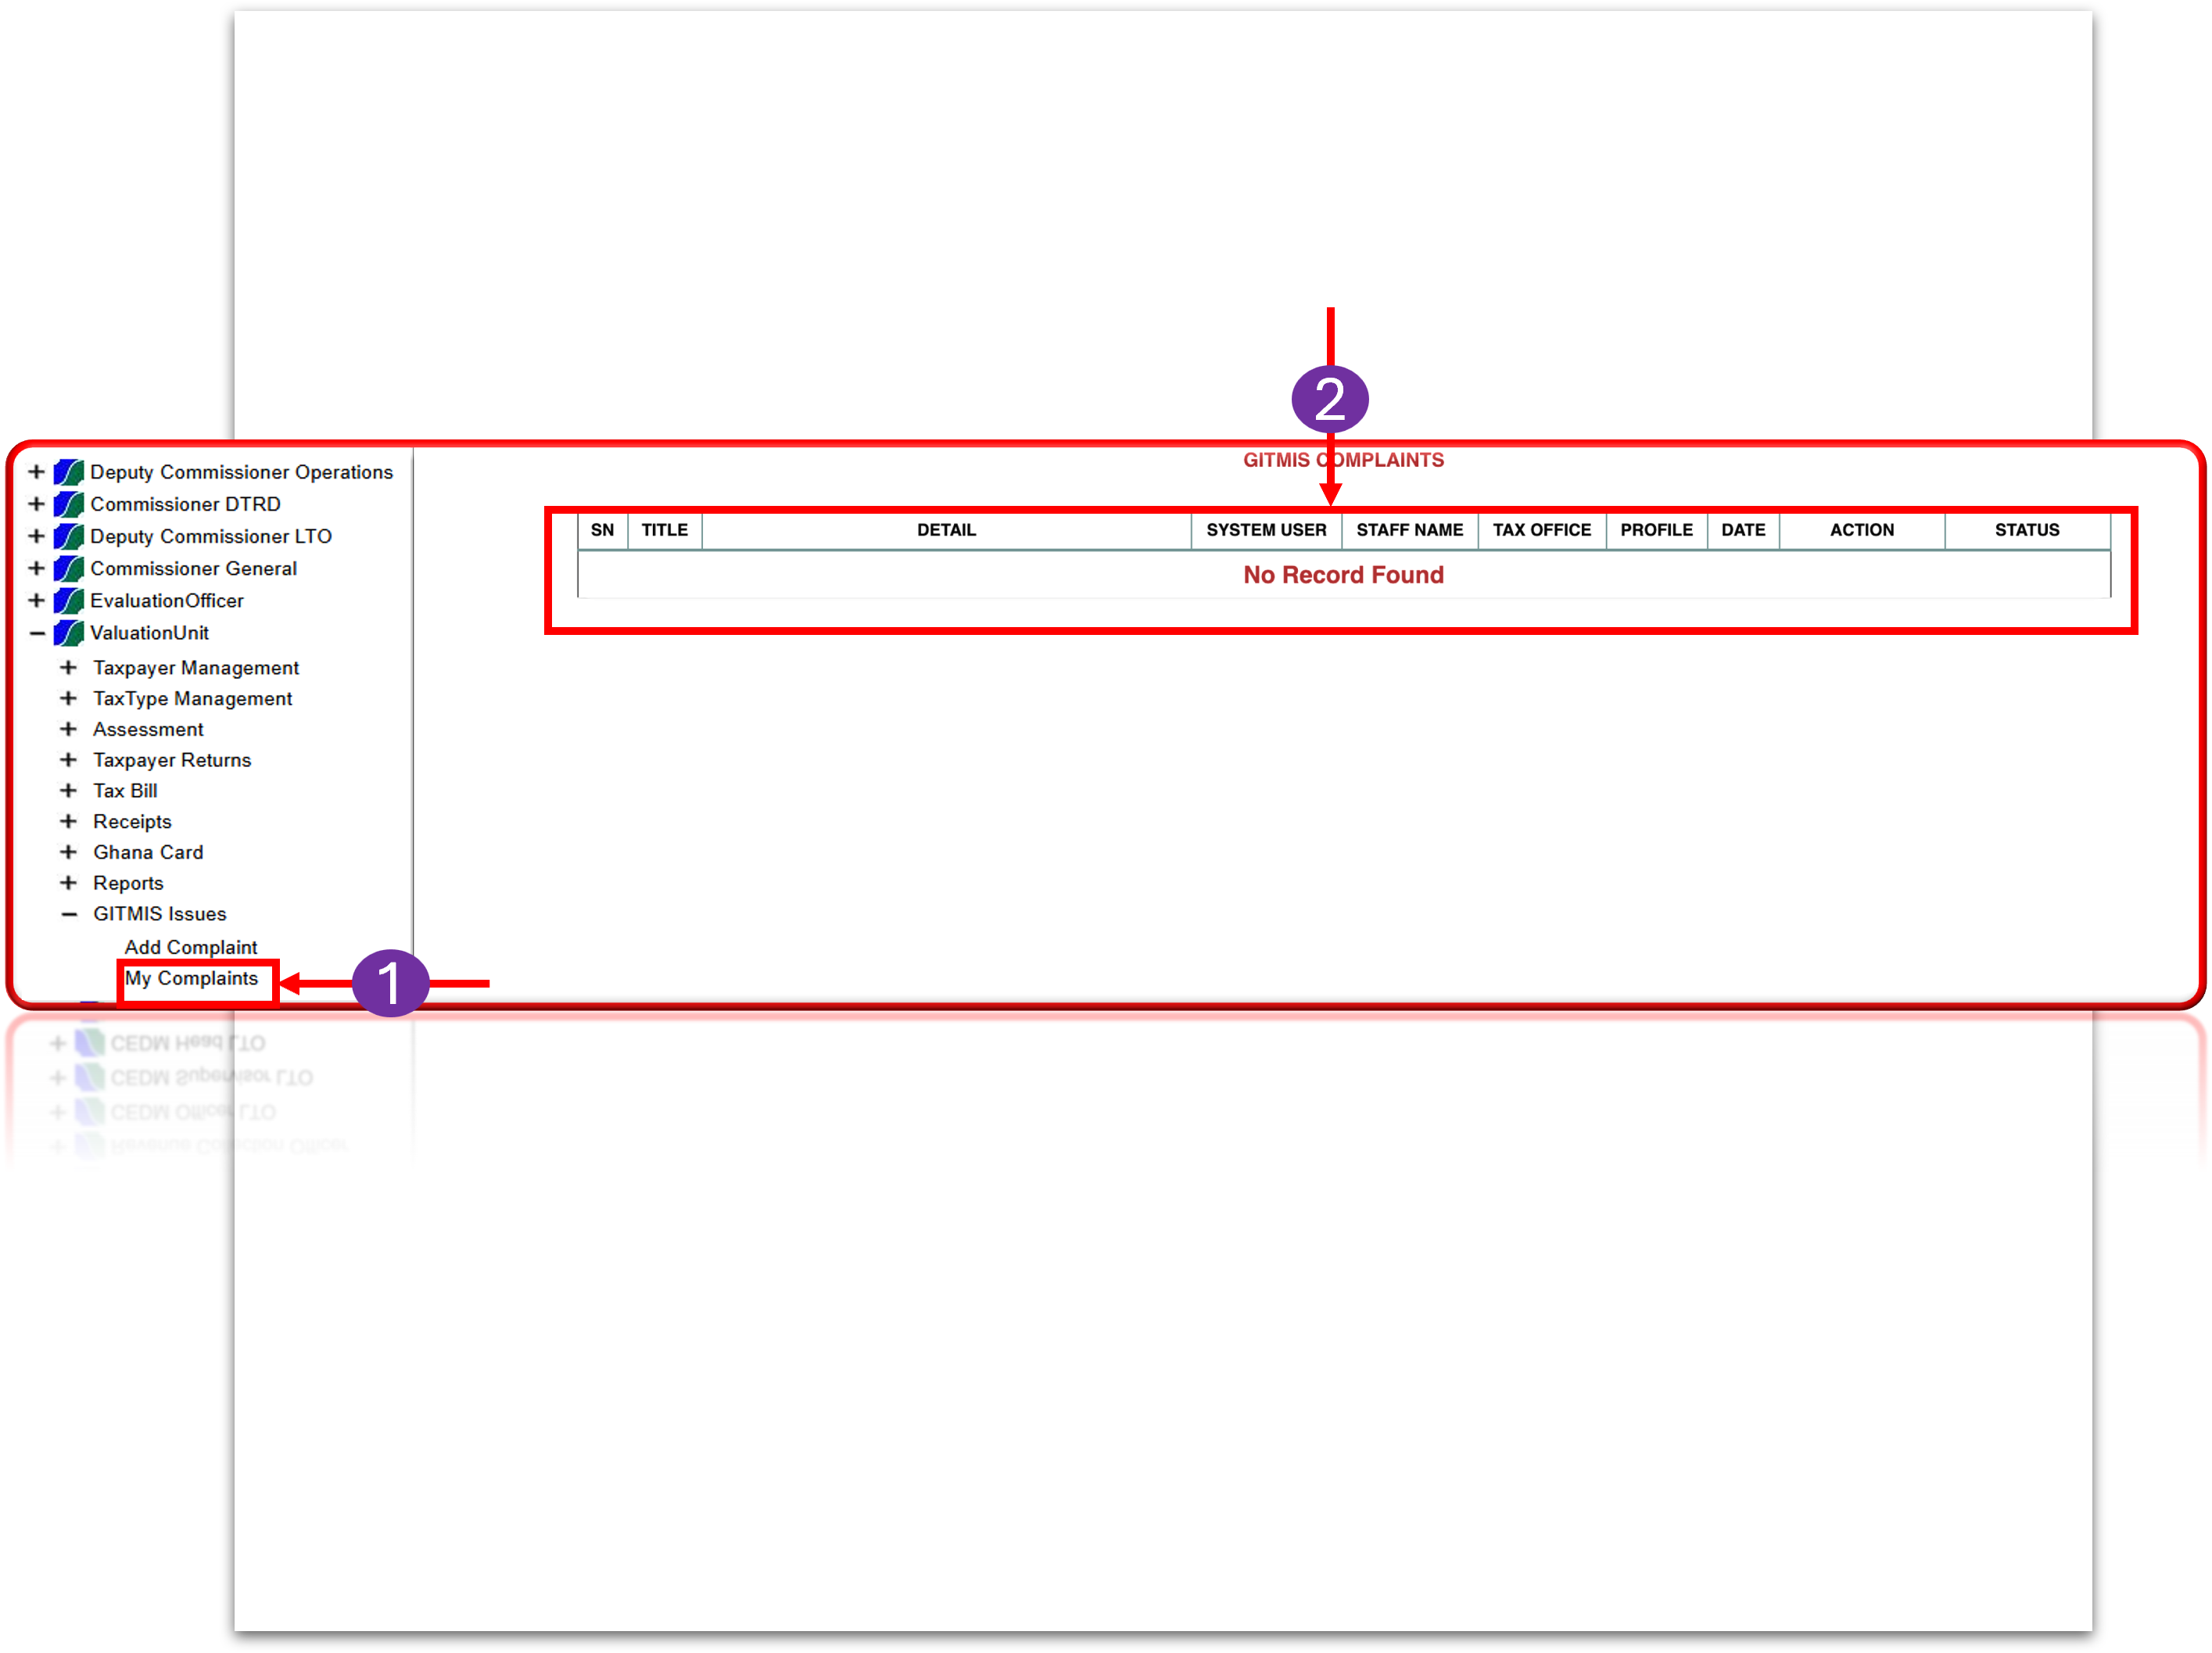 2
Deputy Commissioner Operations
Commissioner DTRD
Deputy Commissioner LTO
Commissioner General
EvaluationOfficer
ValuationUnit
Taxpayer Management
TaxType Management
Assessment
Taxpayer Returns
Tax Bill
Receipts
Ghana Card
Reports
GITMIS Issues
Add Complaint
My Complaints
1
GITMIS COMPLAINTS
SN TITLE DETAIL SYSTEM USER STAFF NAME TAX OFFICE PROFILE DATE ACTION STATUS
No Record Found
CEDM Head LTO
CEDM Supervisor LTO
CEDM Officer LTO
Revenue Collection Officer